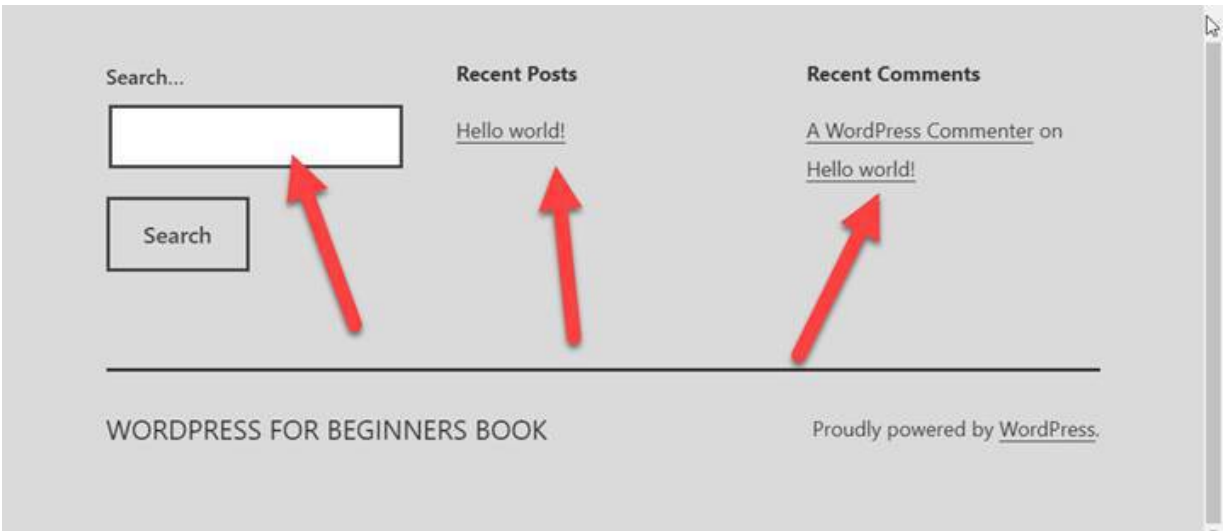 Search...
Search
Recent Posts
Hello world!
Recent Comments
A WordPress Commenter on
Hello world!
WORDPRESS FOR BEGINNERS BOOK
Proudly powered by WordPress.